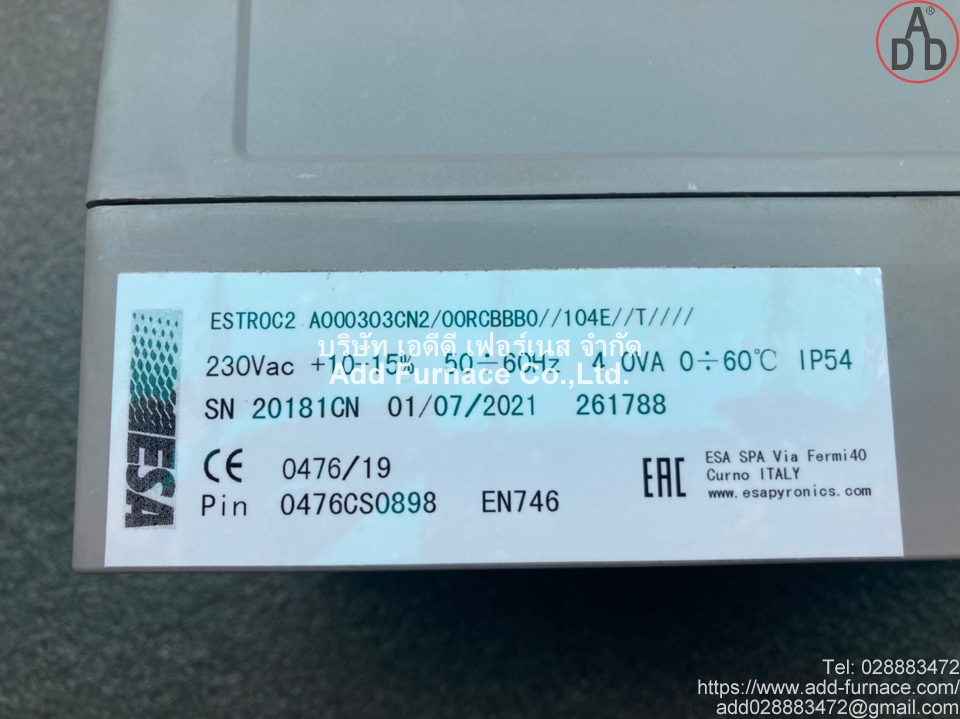 ADD®
ESTROC2 A000303CN2/00RCBBB0//104E//T////
230Vac +10-15% 50÷60Hz 4.0VA 0÷60℃ IP54
บริษัท เอดีดี เฟอร์เนส จำกัด
Add Furnace Co.,Ltd.
SN 20181CN 01/07/2021 261788
ESA
CE 0476/19
Pin 0476CS0898 EN746
EAC
ESA SPA Via Fermi40
Curno ITALY
www.esapyronics.com
Tel: 028883472
https://www.add-furnace.com/
add028883472@gmail.com